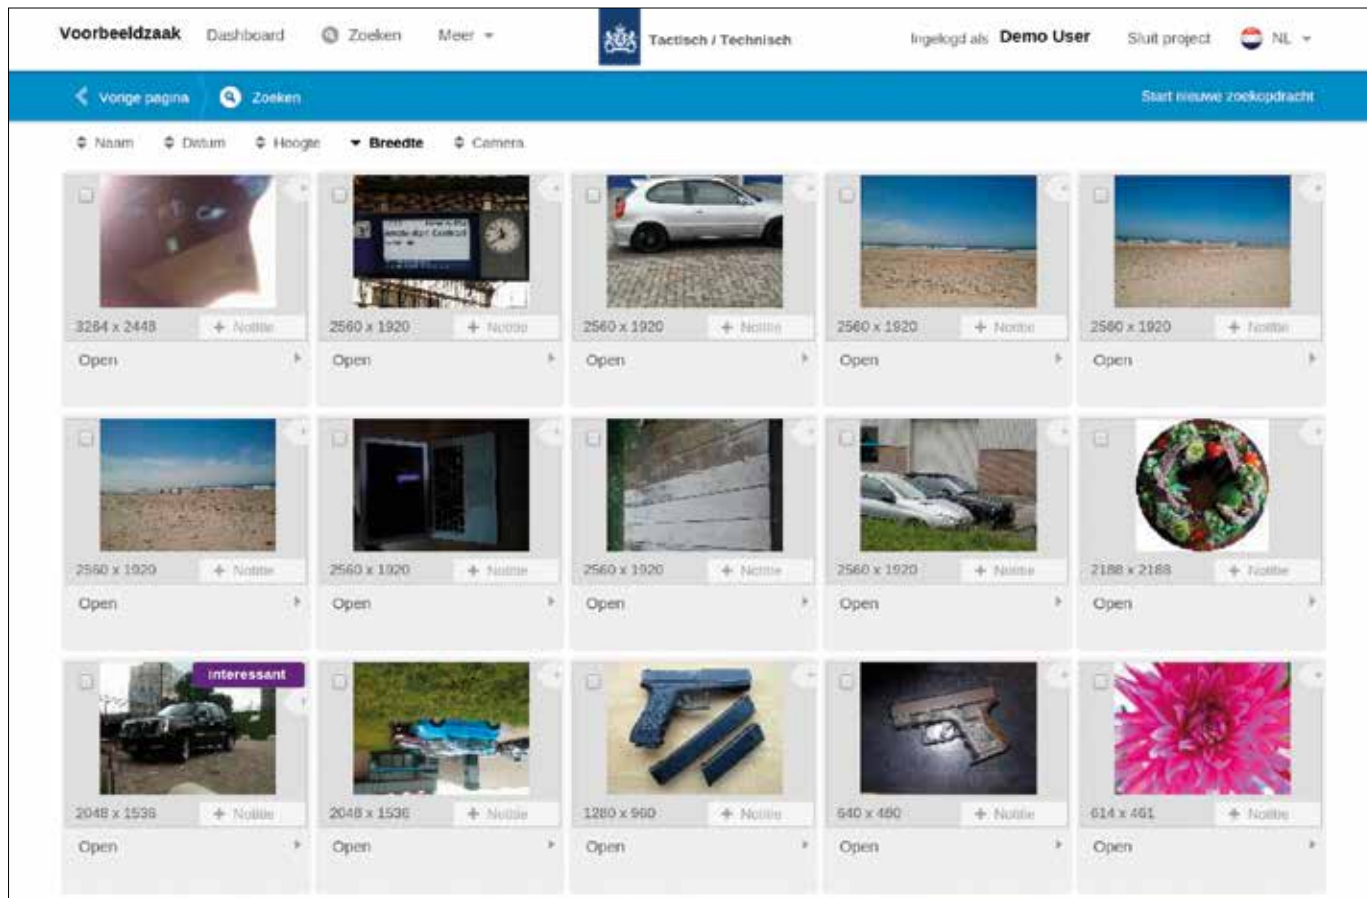 Voorbeeldzaak Dashboard Zoeken Meer Tactisch / Technisch Ingelogd als Demo User Sluit project NL
Vorige pagina Zoeken Start nieuwe zoekopdracht
Naam Datum Hoogte Breedte Camera
3264 x 2448 + Notitie 2560 x 1920 + Notitie 2560 x 1920 + Notitie 2560 x 1920 + Notitie 2560 x 1920 + Notitie
Open Open Open Open Open
2560 x 1920 + Notitie 2560 x 1920 + Notitie 2560 x 1920 + Notitie 2560 x 1920 + Notitie 2188 x 2188 + Notitie
Open Open Open Open Open
Interessant
2048 x 1536 + Notitie 2048 x 1536 + Notitie 1280 x 960 + Notitie 640 x 480 + Notitie 614 x 461 + Notitie
Open Open Open Open Open